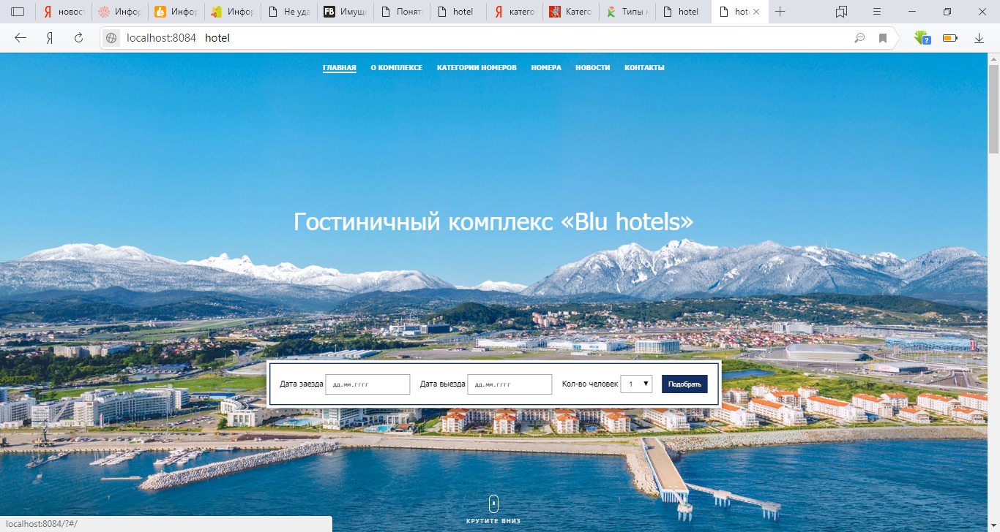 новост
Инфор
Инфор
Инфор
Не уда
FB Имуще
Понят
hotel
Я катего
Катего
Типы
hotel
hot
Я
localhost:8084 hotel
ГЛАВНАЯ О КОМПЛЕКСЕ КАТЕГОРИИ НОМЕРОВ НОМЕРА НОВОСТИ КОНТАКТЫ
Гостиничный комплекс «Blu hotels»
Дата заезда дд.мм.гггг Дата выезда дд.мм.гггг Кол-во человек 1 Подобрать
КРУТИТЕ ВНИЗ
localhost:8084/?#/